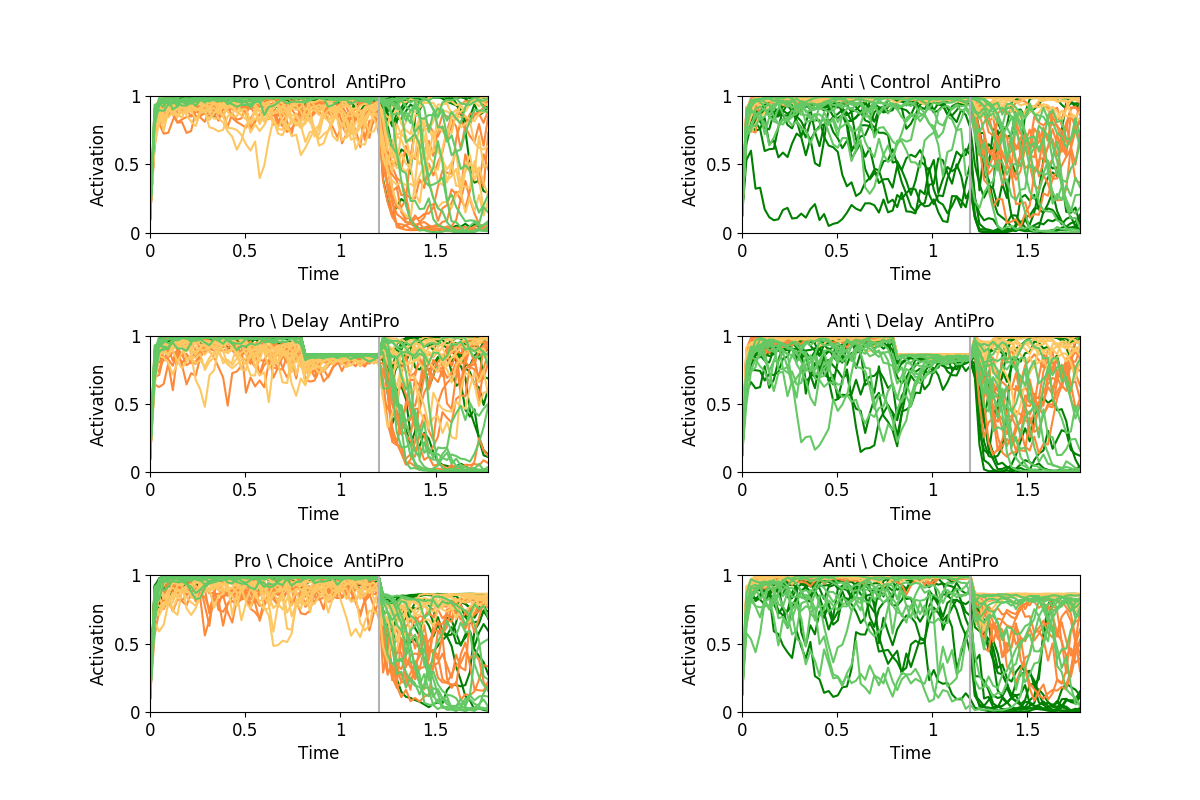 Pro \ Control  AntiPro
Activation
1
0.5
0
0
0.5
1
1.5
Time
Anti \ Control  AntiPro
Activation
1
0.5
0
0
0.5
1
1.5
Time
Pro \ Delay  AntiPro
Activation
1
0.5
0
0
0.5
1
1.5
Time
Anti \ Delay  AntiPro
Activation
1
0.5
0
0
0.5
1
1.5
Time
Pro \ Choice  AntiPro
Activation
1
0.5
0
0
0.5
1
1.5
Time
Anti \ Choice  AntiPro
Activation
1
0.5
0
0
0.5
1
1.5
Time